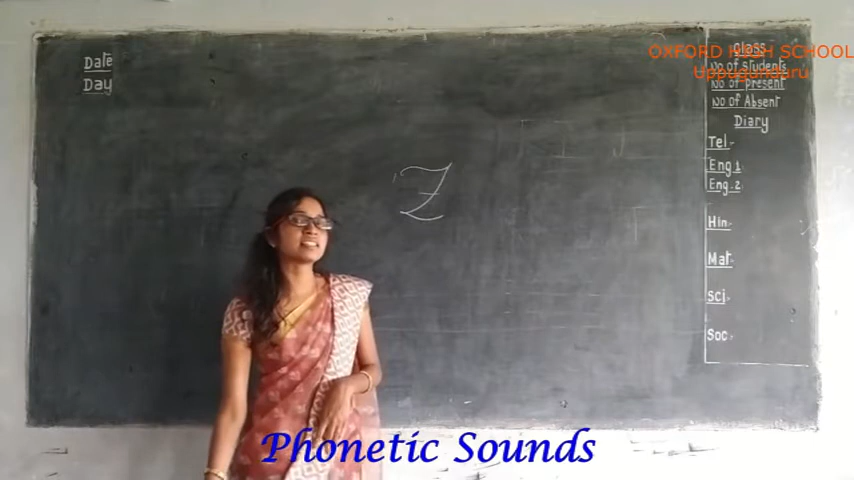 Date
Day
Z
OXFORD HIGH SCHOOL
Uppugunduru
Class
No of Students
No of present
No of Absent
Diary
Tel-
Eng.1
Eng.2
Hin-
Mat-
Sci-
Soc-
Phonetic Sounds